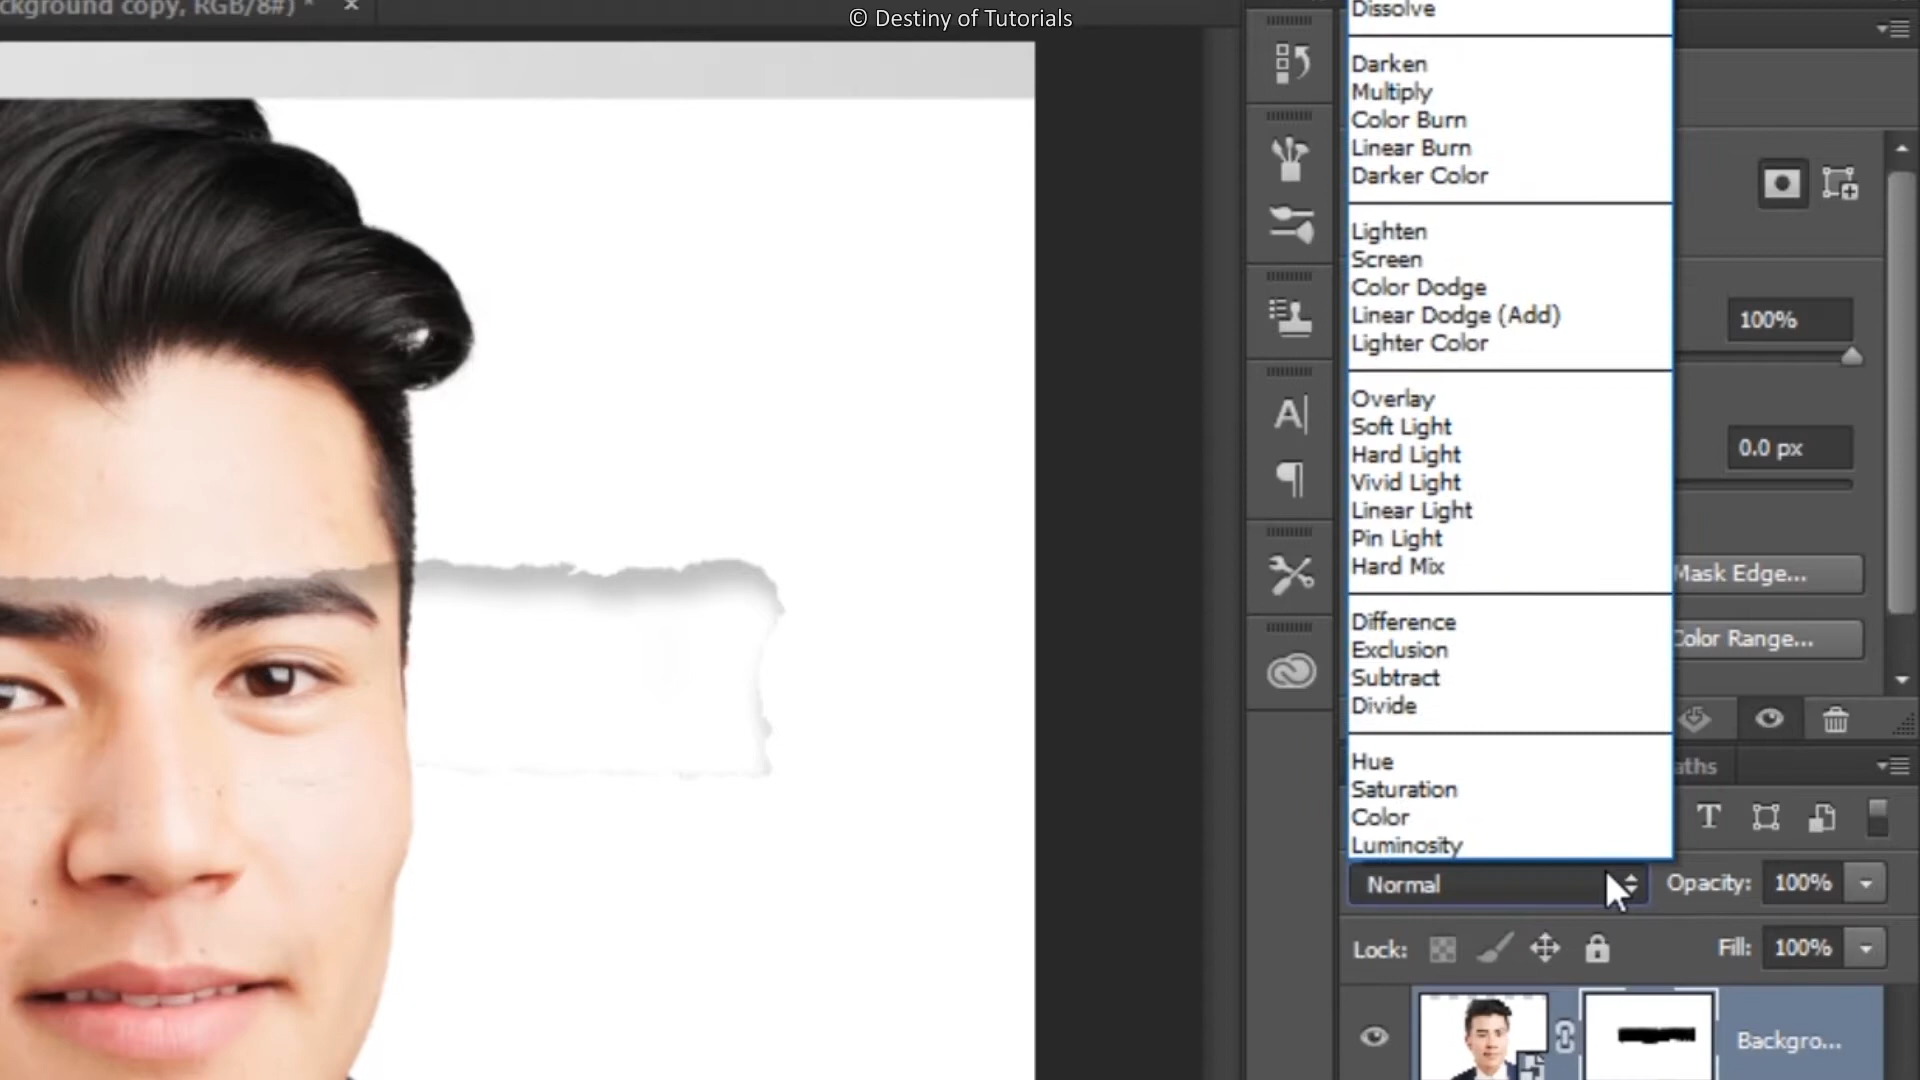 ckground copy, RGB/8#) * ×
© Destiny of Tutorials
Dissolve
Darken
Multiply
Color Burn
Linear Burn
Darker Color
Lighten
Screen
Color Dodge
Linear Dodge (Add)
Lighter Color
Overlay
Soft Light
Hard Light
Vivid Light
Linear Light
Pin Light
Hard Mix
Difference
Exclusion
Subtract
Divide
Hue
Saturation
Color
Luminosity
100%
0.0 px
Mask Edge...
Color Range...
aths
Normal
Opacity: 100%
Lock:
Fill: 100%
Backgro...